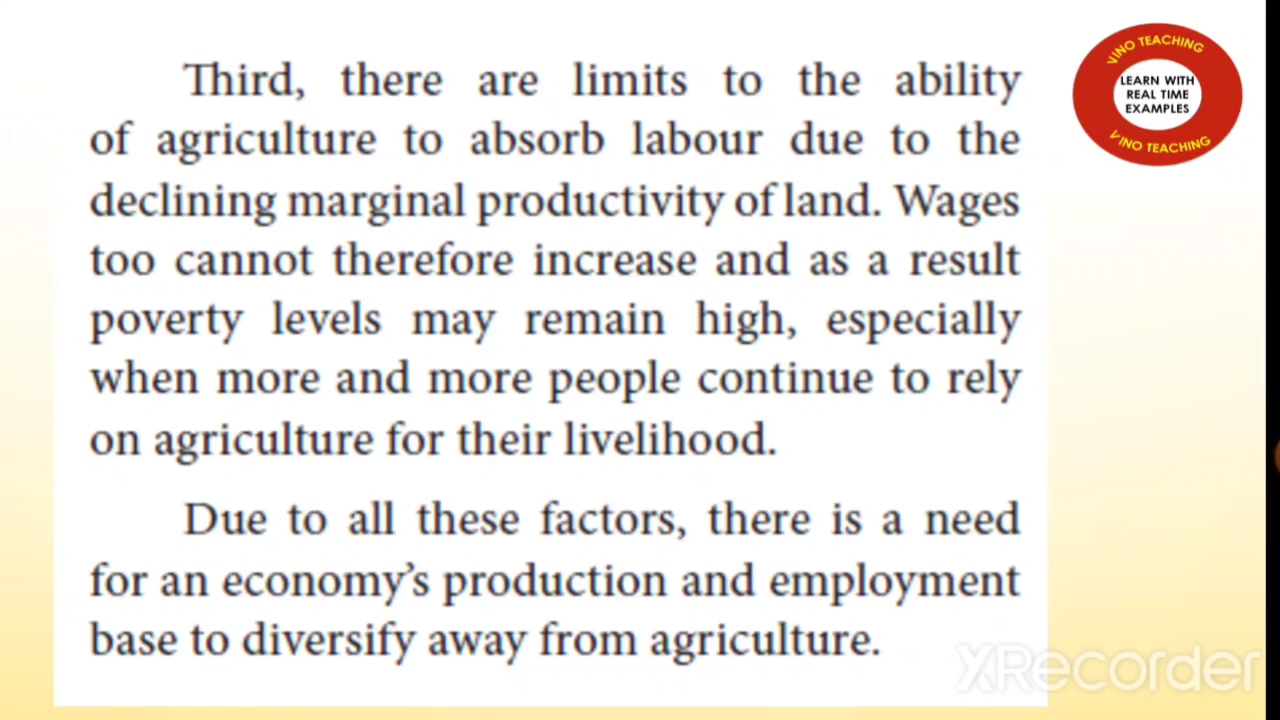 Third, there are limits to the ability
of agriculture to absorb labour due to the
declining marginal productivity of land. Wages
too cannot therefore increase and as a result
poverty levels may remain high, especially
when more and more people continue to rely
on agriculture for their livelihood.
Due to all these factors, there is a need
for an economy's production and employment
base to diversify away from agriculture.
VINO TEACHING
LEARN WITH
REAL TIME
EXAMPLES
VINO TEACHING
XRecorder